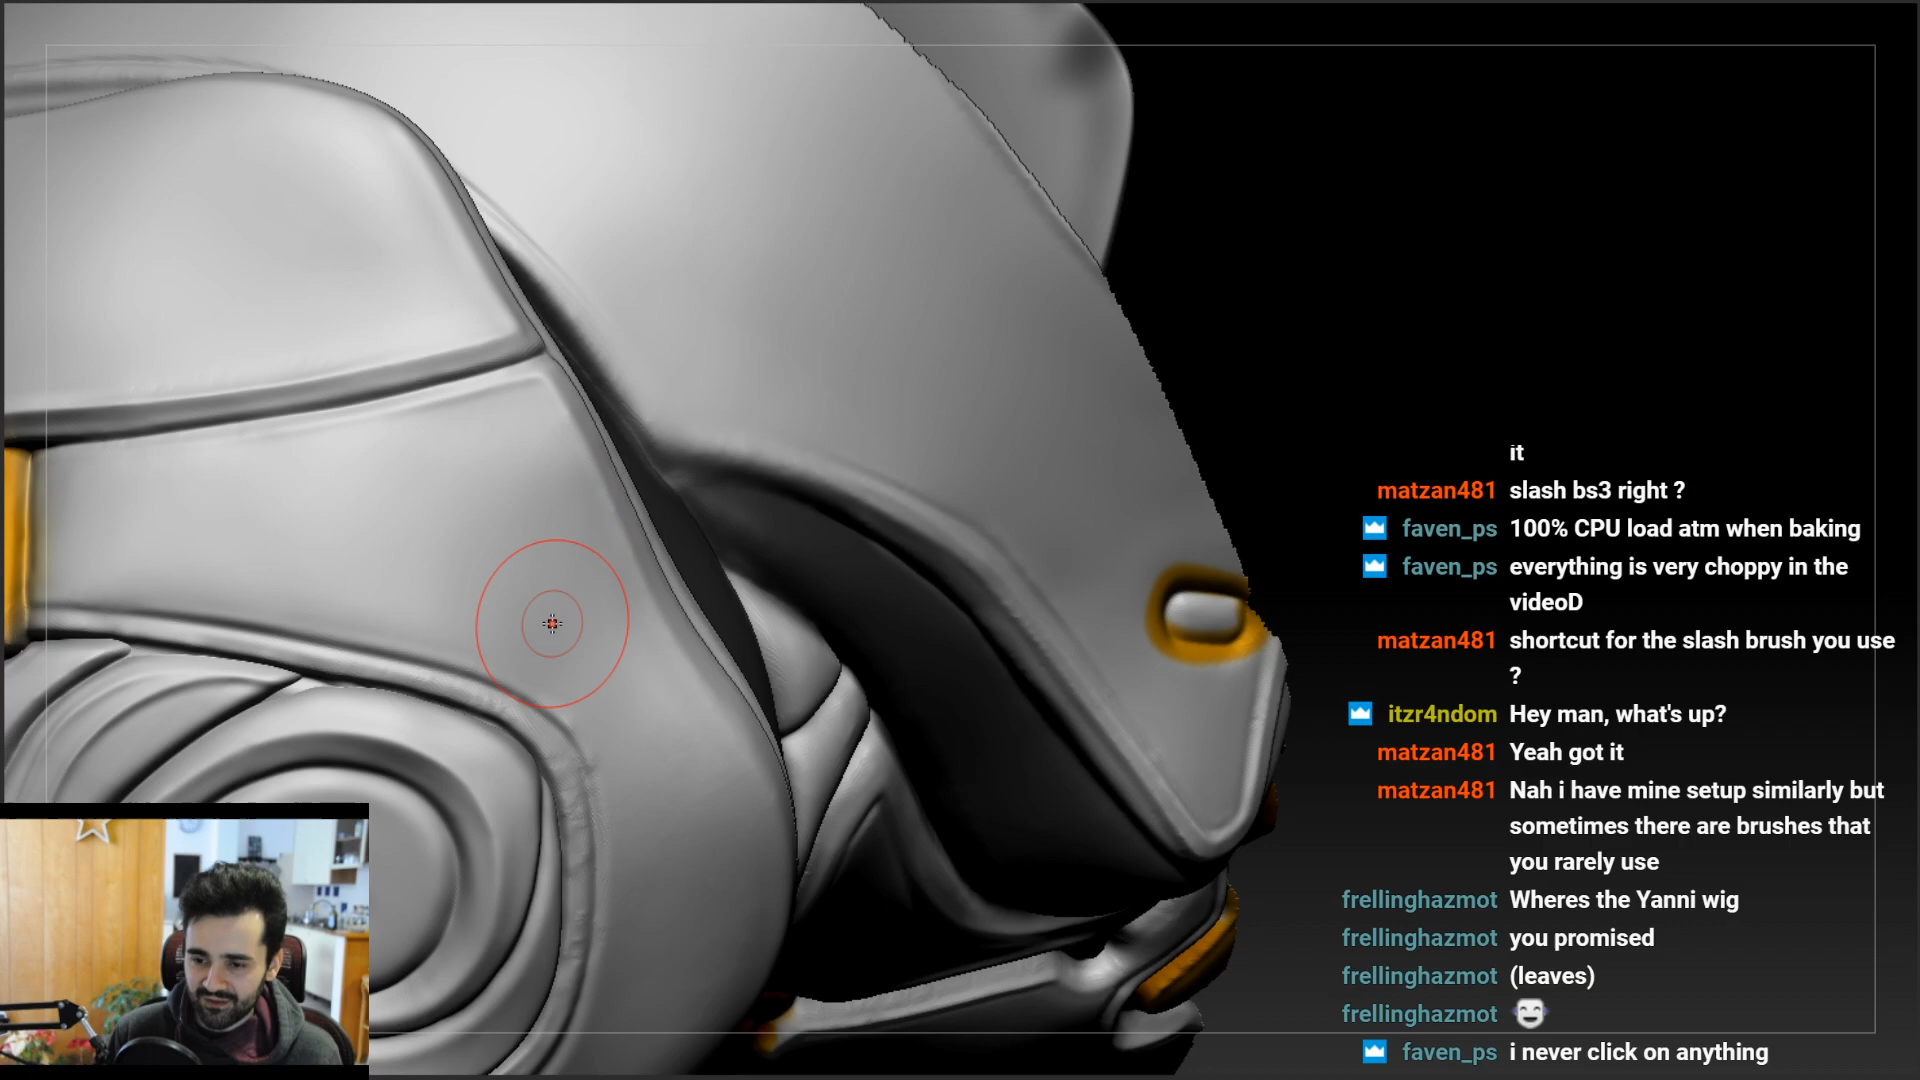 it
matzan481 slash bs3 right ?
faven_ps 100% CPU load atm when baking
faven_ps everything is very choppy in the
videoD
matzan481 shortcut for the slash brush you use
?
itzr4ndom Hey man, what's up?
matzan481 Yeah got it
matzan481 Nah i have mine setup similarly but
sometimes there are brushes that
you rarely use
frellinghazmot Wheres the Yanni wig
frellinghazmot you promised
frellinghazmot (leaves)
frellinghazmot
faven_ps i never click on anything